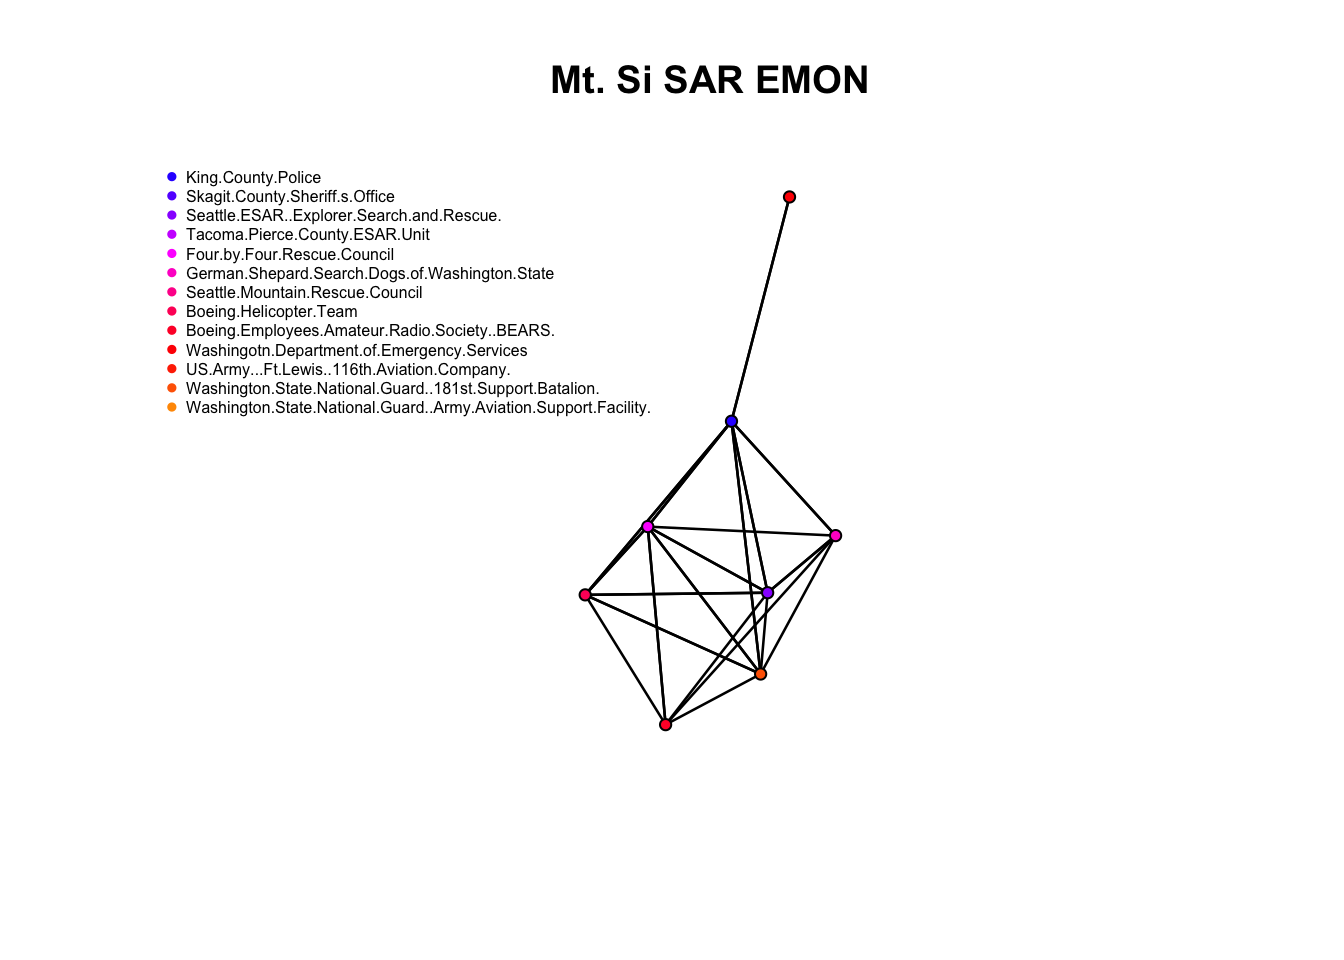 Mt. Si SAR EMON
King.County.Police
Skagit.County.Sheriff.s.Office
Seattle.ESAR..Explorer.Search.and.Rescue.
Tacoma.Pierce.County.ESAR.Unit
Four.by.Four.Rescue.Council
German.Shepard.Search.Dogs.of.Washington.State
Seattle.Mountain.Rescue.Council
Boeing.Helicopter.Team
Boeing.Employees.Amateur.Radio.Society..BEARS.
Washingotn.Department.of.Emergency.Services
US.Army...Ft.Lewis..116th.Aviation.Company.
Washington.State.National.Guard..181st.Support.Batalion.
Washington.State.National.Guard..Army.Aviation.Support.Facility.